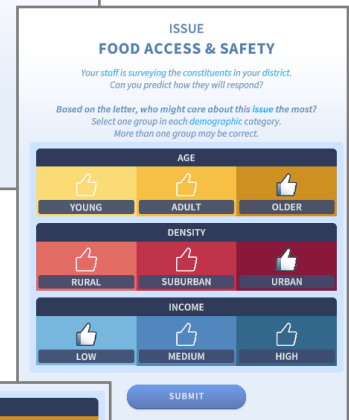 ISSUE
FOOD ACCESS & SAFETY
Your staff is surveying the constituents in your district.
Can you predict how they will respond?
Based on the letter, who might care about this issue the most?
Select one group in each demographic category.
More than one group may be correct.
AGE
YOUNG ADULT OLDER
DENSITY
RURAL SUBURBAN URBAN
INCOME
LOW MEDIUM HIGH
SUBMIT